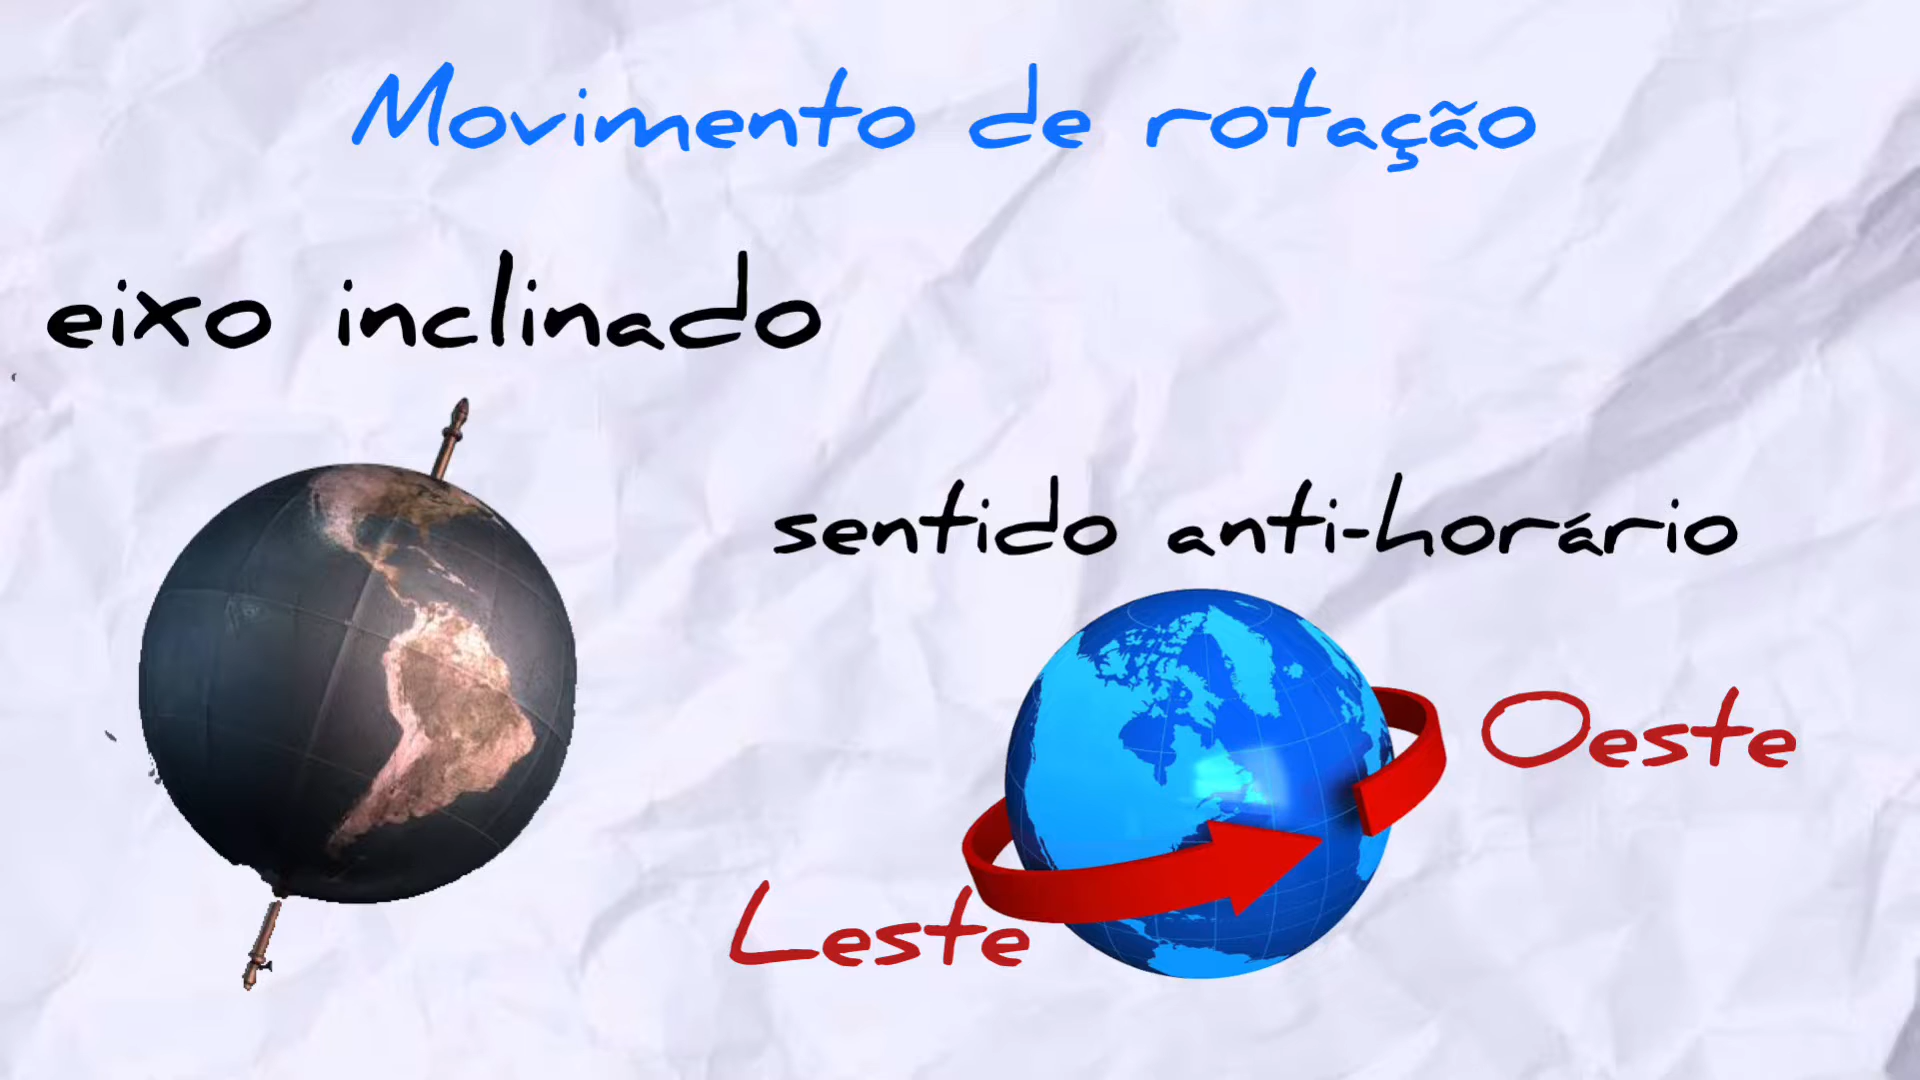 Movimento de rotação
eixo inclinado
sentido anti-horário
Oeste
Leste